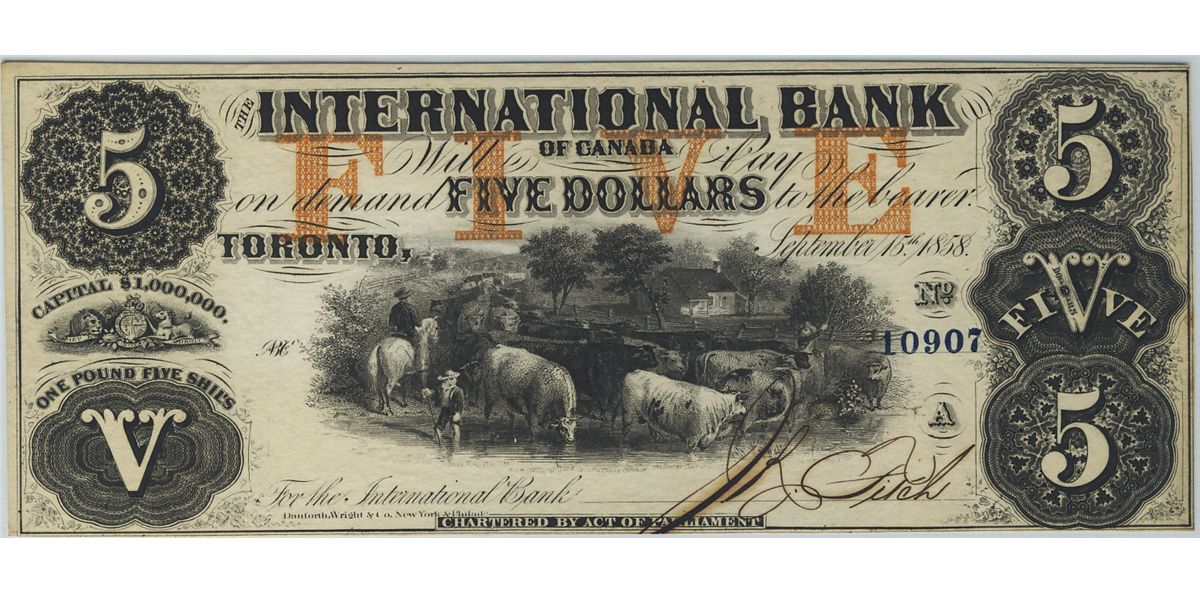 5
THE INTERNATIONAL BANK
OF CANADA
Will Pay
FIVE
on demand FIVE DOLLARS to the bearer.
TORONTO, September 15th, 1858.
CAPITAL $1,000,000.
No
10907
A
ONE POUND FIVE SHIL'S
V
5
FIVE
V
5
For the International Bank
J. C. Fitch
Danforth, Wright & Co. New York & Philad.
CHARTERED BY ACT OF PARLIAMENT